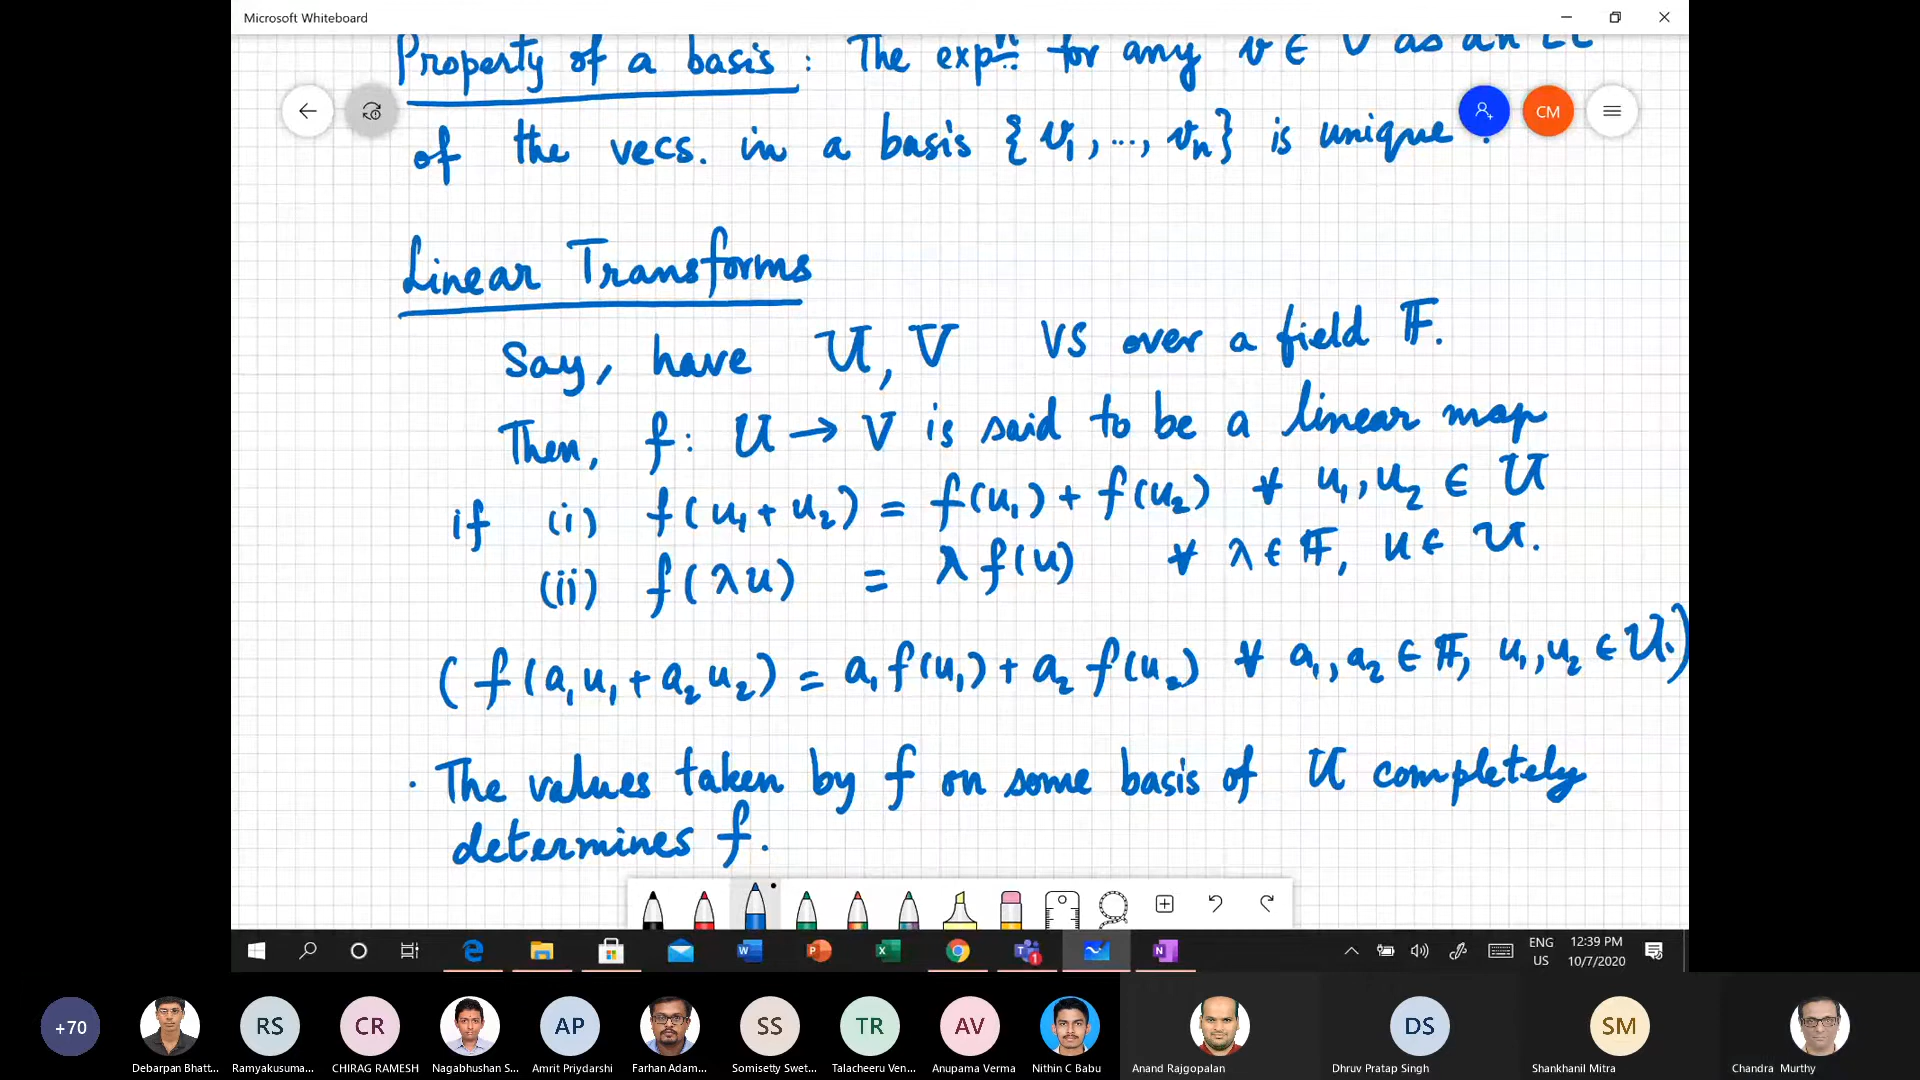 Microsoft Whiteboard
Property of a basis : The expn. for any v ∈ V as an LC
of the vecs. in a basis {v₁, ..., vₙ} is unique.
CM
Linear Transforms
Say, have U, V VS over a field 𝔽.
Then, f: U → V is said to be a linear map
if (i) f(u₁ + u₂) = f(u₁) + f(u₂) ∀ u₁, u₂ ∈ U
(ii) f(λu) = λ f(u) ∀ λ ∈ 𝔽, u ∈ U.
(f(a₁u₁ + a₂u₂) = a₁f(u₁) + a₂ f(u₂) ∀ a₁, a₂ ∈ 𝔽, u₁, u₂ ∈ U.)
· The values taken by f on some basis of U completely
determines f.
ENG
US
12:39 PM
10/7/2020
+70
RS
CR
AP
SS
TR
AV
DS
SM
Debarpan Bhatt...
Ramyakusuma...
CHIRAG RAMESH
Nagabhushan S...
Amrit Priydarshi
Farhan Adam...
Somisetty Swet...
Talacheeru Ven...
Anupama Verma
Nithin C Babu
Anand Rajgopalan
Dhruv Pratap Singh
Shankhanil Mitra
Chandra Murthy